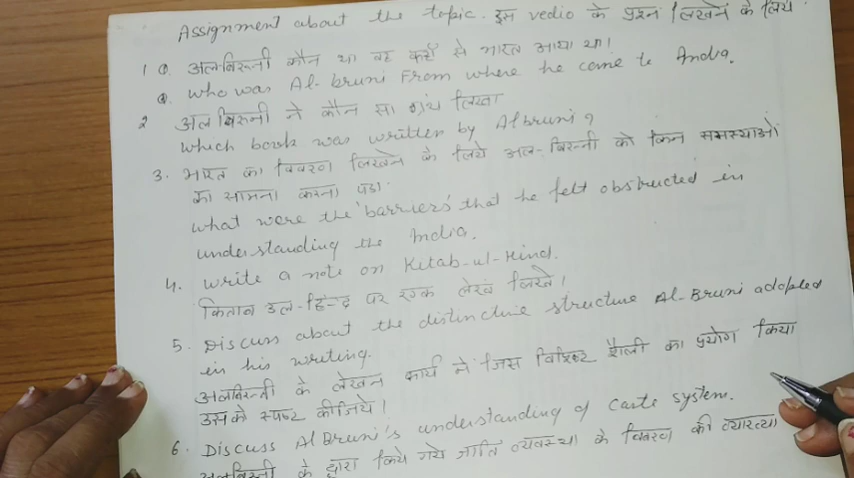 Assignment about the topic. इस vedio के प्रश्न लिखने के लिये
1 Q. अलबिरूनी कौन था वह कहाँ से भारत आया था।
Q. who was Al-bruni From where he come to India.
2 अलबिरूनी ने कौन सा ग्रंथ लिखा
which book was written by Albruni ?
3. भारत का विवरण लिखने के लिये अल-बिरुनी को किन समस्याओं
का सामना करना पडा
what were the 'barriers' that he felt obstructed in
understanding the India.
4. write a note on Kitab-ul-Hind.
किताब उल-हिन्द पर एक लेख लिखे।
5. Discuss about the distinctive structure Al-Bruni adopted
in his writing.
अलबिरुनी के लेखन कार्य मे जिस विशिष्ट शैली का प्रयोग किया
उसको स्पष्ट कीजिये।
6. Discuss AlBruni's understanding of Caste system.
अलबिरुनी के द्वारा किये गये जाति व्यवस्था के विवरण की व्याख्या